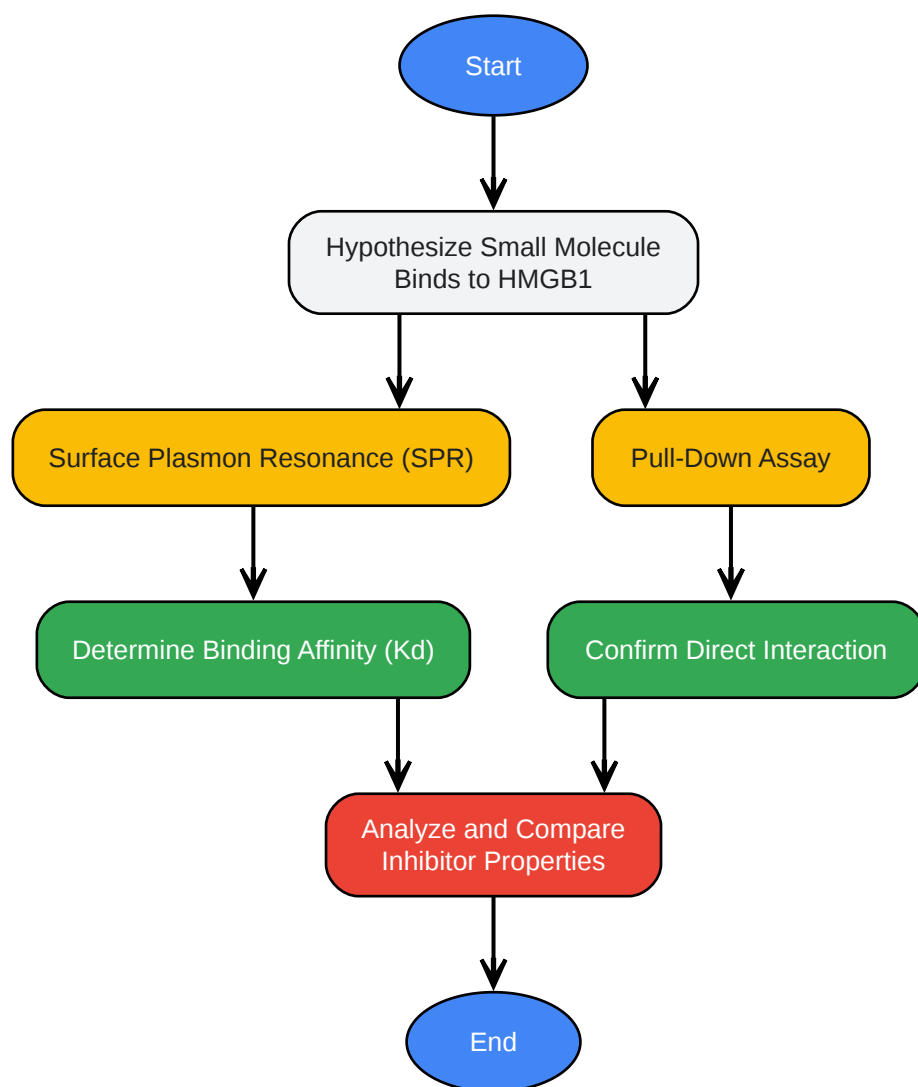 Start
Hypothesize Small Molecule
Binds to HMGB1
Surface Plasmon Resonance (SPR)
Pull-Down Assay
Determine Binding Affinity (Kd)
Confirm Direct Interaction
Analyze and Compare
Inhibitor Properties
End